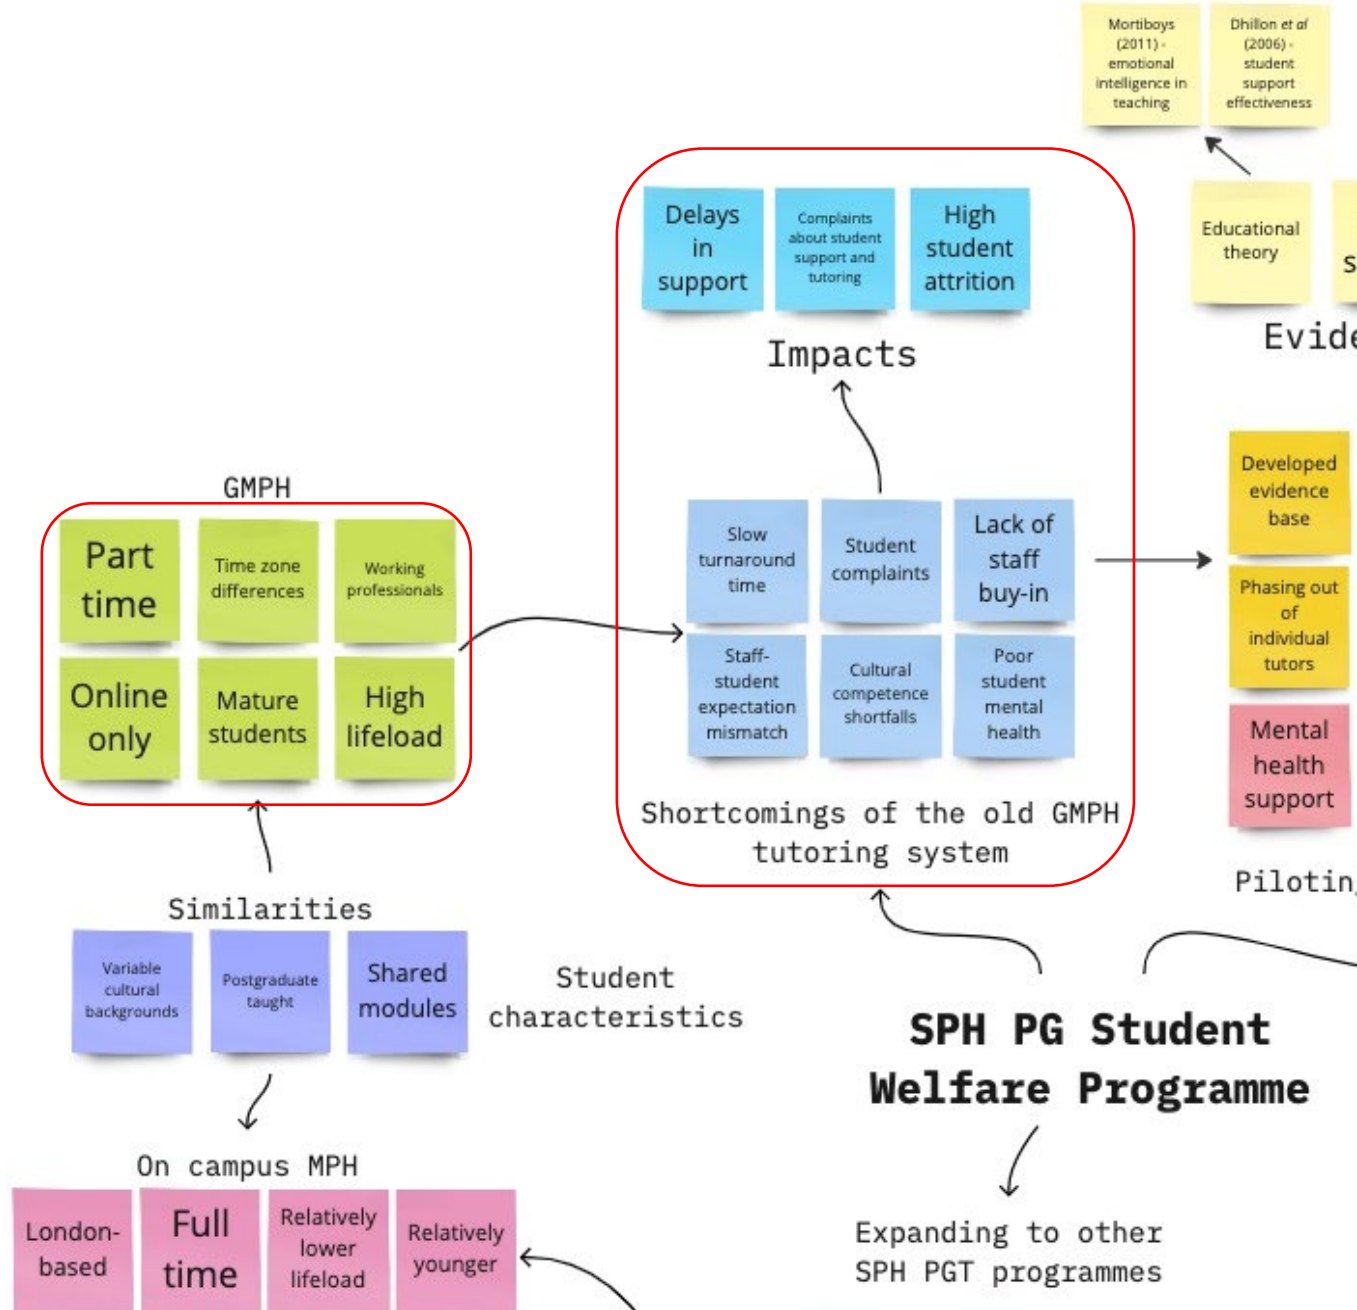 Mortiboys
(2011) -
emotional
intelligence in
teaching
Dhillon et al
(2006) -
student
support
effectiveness
Educational
theory
s
Evide
Delays
in
support
Complaints
about student
support and
tutoring
High
student
attrition
Impacts
GMPH
Part
time
Time zone
differences
Working
professionals
Online
only
Mature
students
High
lifeload
Slow
turnaround
time
Student
complaints
Lack of
staff
buy-in
Staff-
student
expectation
mismatch
Cultural
competence
shortfalls
Poor
student
mental
health
Shortcomings of the old GMPH
tutoring system
Developed
evidence
base
Phasing out
of
individual
tutors
Mental
health
support
Pilotin
Similarities
Variable
cultural
backgrounds
Postgraduate
taught
Shared
modules
Student
characteristics
SPH PG Student
Welfare Programme
On campus MPH
London-
based
Full
time
Relatively
lower
lifeload
Relatively
younger
Expanding to other
SPH PGT programmes